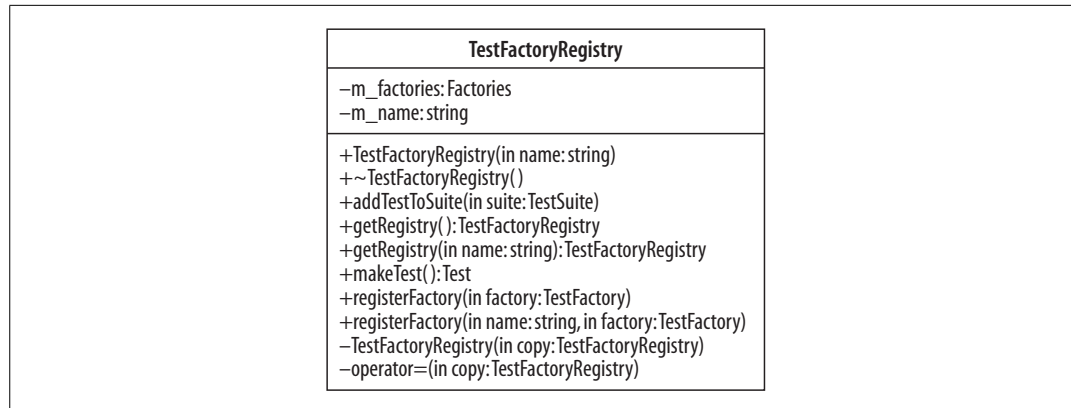 TestFactoryRegistry
–m_factories: Factories
–m_name: string
+TestFactoryRegistry(in name: string)
+~TestFactoryRegistry( )
+addTestToSuite(in suite: TestSuite)
+getRegistry( ): TestFactoryRegistry
+getRegistry(in name: string): TestFactoryRegistry
+makeTest( ): Test
+registerFactory(in factory: TestFactory)
+registerFactory(in name: string, in factory: TestFactory)
–TestFactoryRegistry(in copy: TestFactoryRegistry)
–operator=(in copy: TestFactoryRegistry)